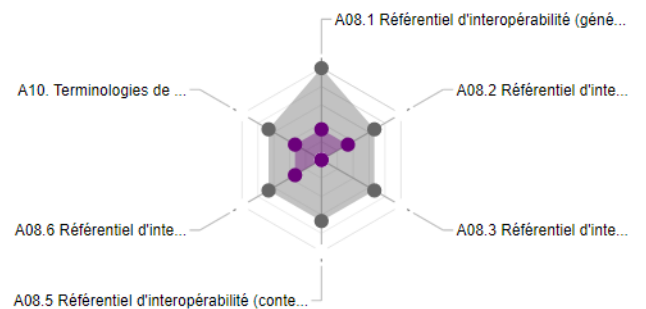 A08.1 Référentiel d'interopérabilité (géné...
A10. Terminologies de ...
A08.2 Référentiel d'inte...
A08.6 Référentiel d'inte...
A08.3 Référentiel d'inte...
A08.5 Référentiel d'interopérabilité (conte...